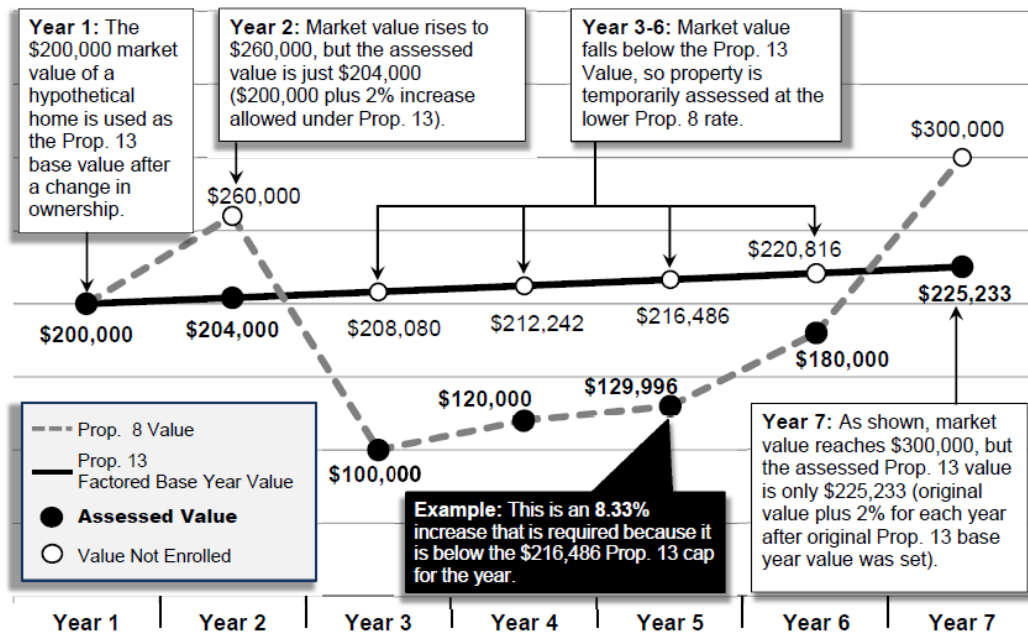 Year 1: The
$200,000 market
value of a
hypothetical
home is used as
the Prop. 13
base value after
a change in
ownership.
Year 2: Market value rises to
$260,000, but the assessed
value is just $204,000
($200,000 plus 2% increase
allowed under Prop. 13).
Year 3-6: Market value
falls below the Prop. 13
Value, so property is
temporarily assessed at the
lower Prop. 8 rate.
$300,000
$260,000
$220,816
$200,000
$204,000
$208,080
$212,242
$216,486
$225,233
$180,000
$129,996
$120,000
$100,000
Prop. 8 Value
Prop. 13
Factored Base Year Value
Assessed Value
Value Not Enrolled
Example: This is an 8.33%
increase that is required because it
is below the $216,486 Prop. 13 cap
for the year.
Year 7: As shown, market
value reaches $300,000, but
the assessed Prop. 13 value
is only $225,233 (original
value plus 2% for each year
after original Prop. 13 base
year value was set).
Year 1
Year 2
Year 3
Year 4
Year 5
Year 6
Year 7